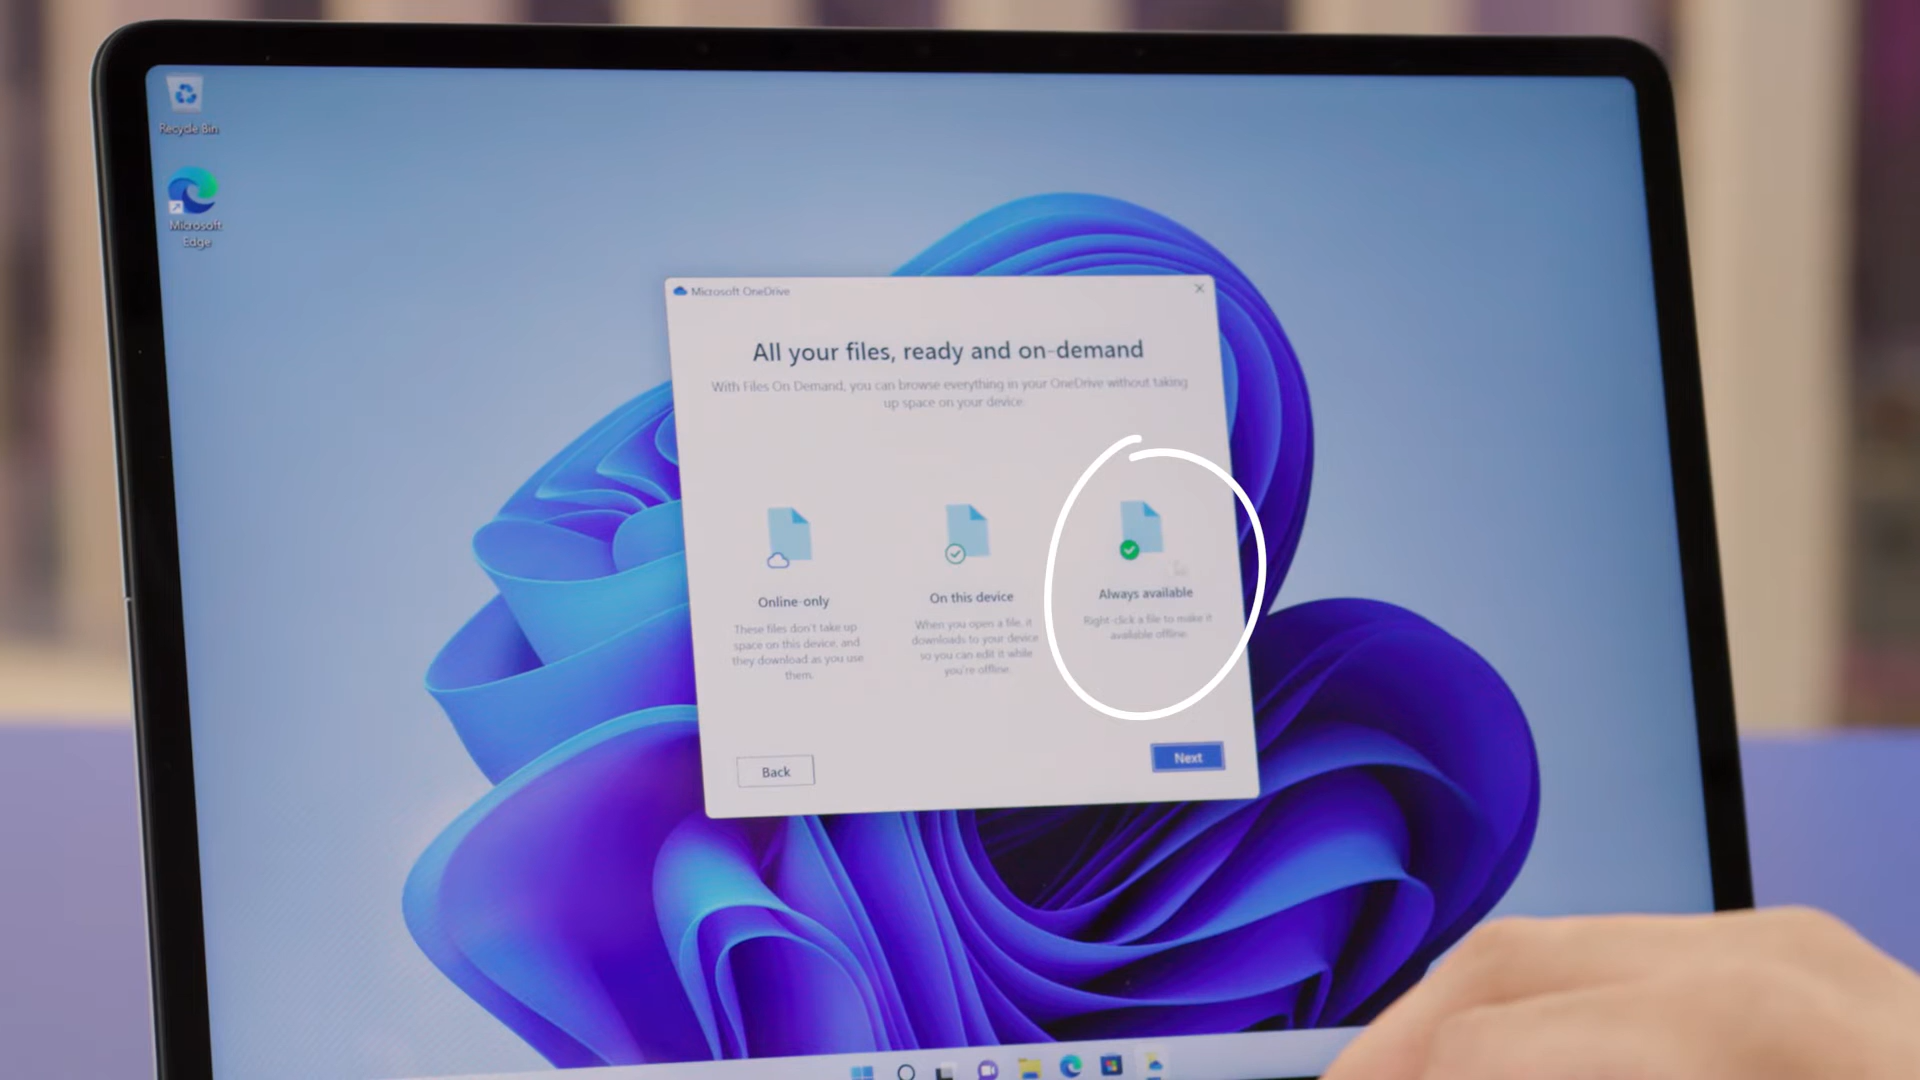 Recycle Bin
Microsoft
Edge
Microsoft OneDrive
All your files, ready and on-demand
With Files On Demand, you can browse everything in your OneDrive without taking
up space on your device
Online-only
These files don't take up
space on this device, and
they download as you use
them.
On this device
When you open a file, it
downloads to your device
so you can edit it while
you're offline.
Always available
Right-click a file to make it
available offline.
Back
Next